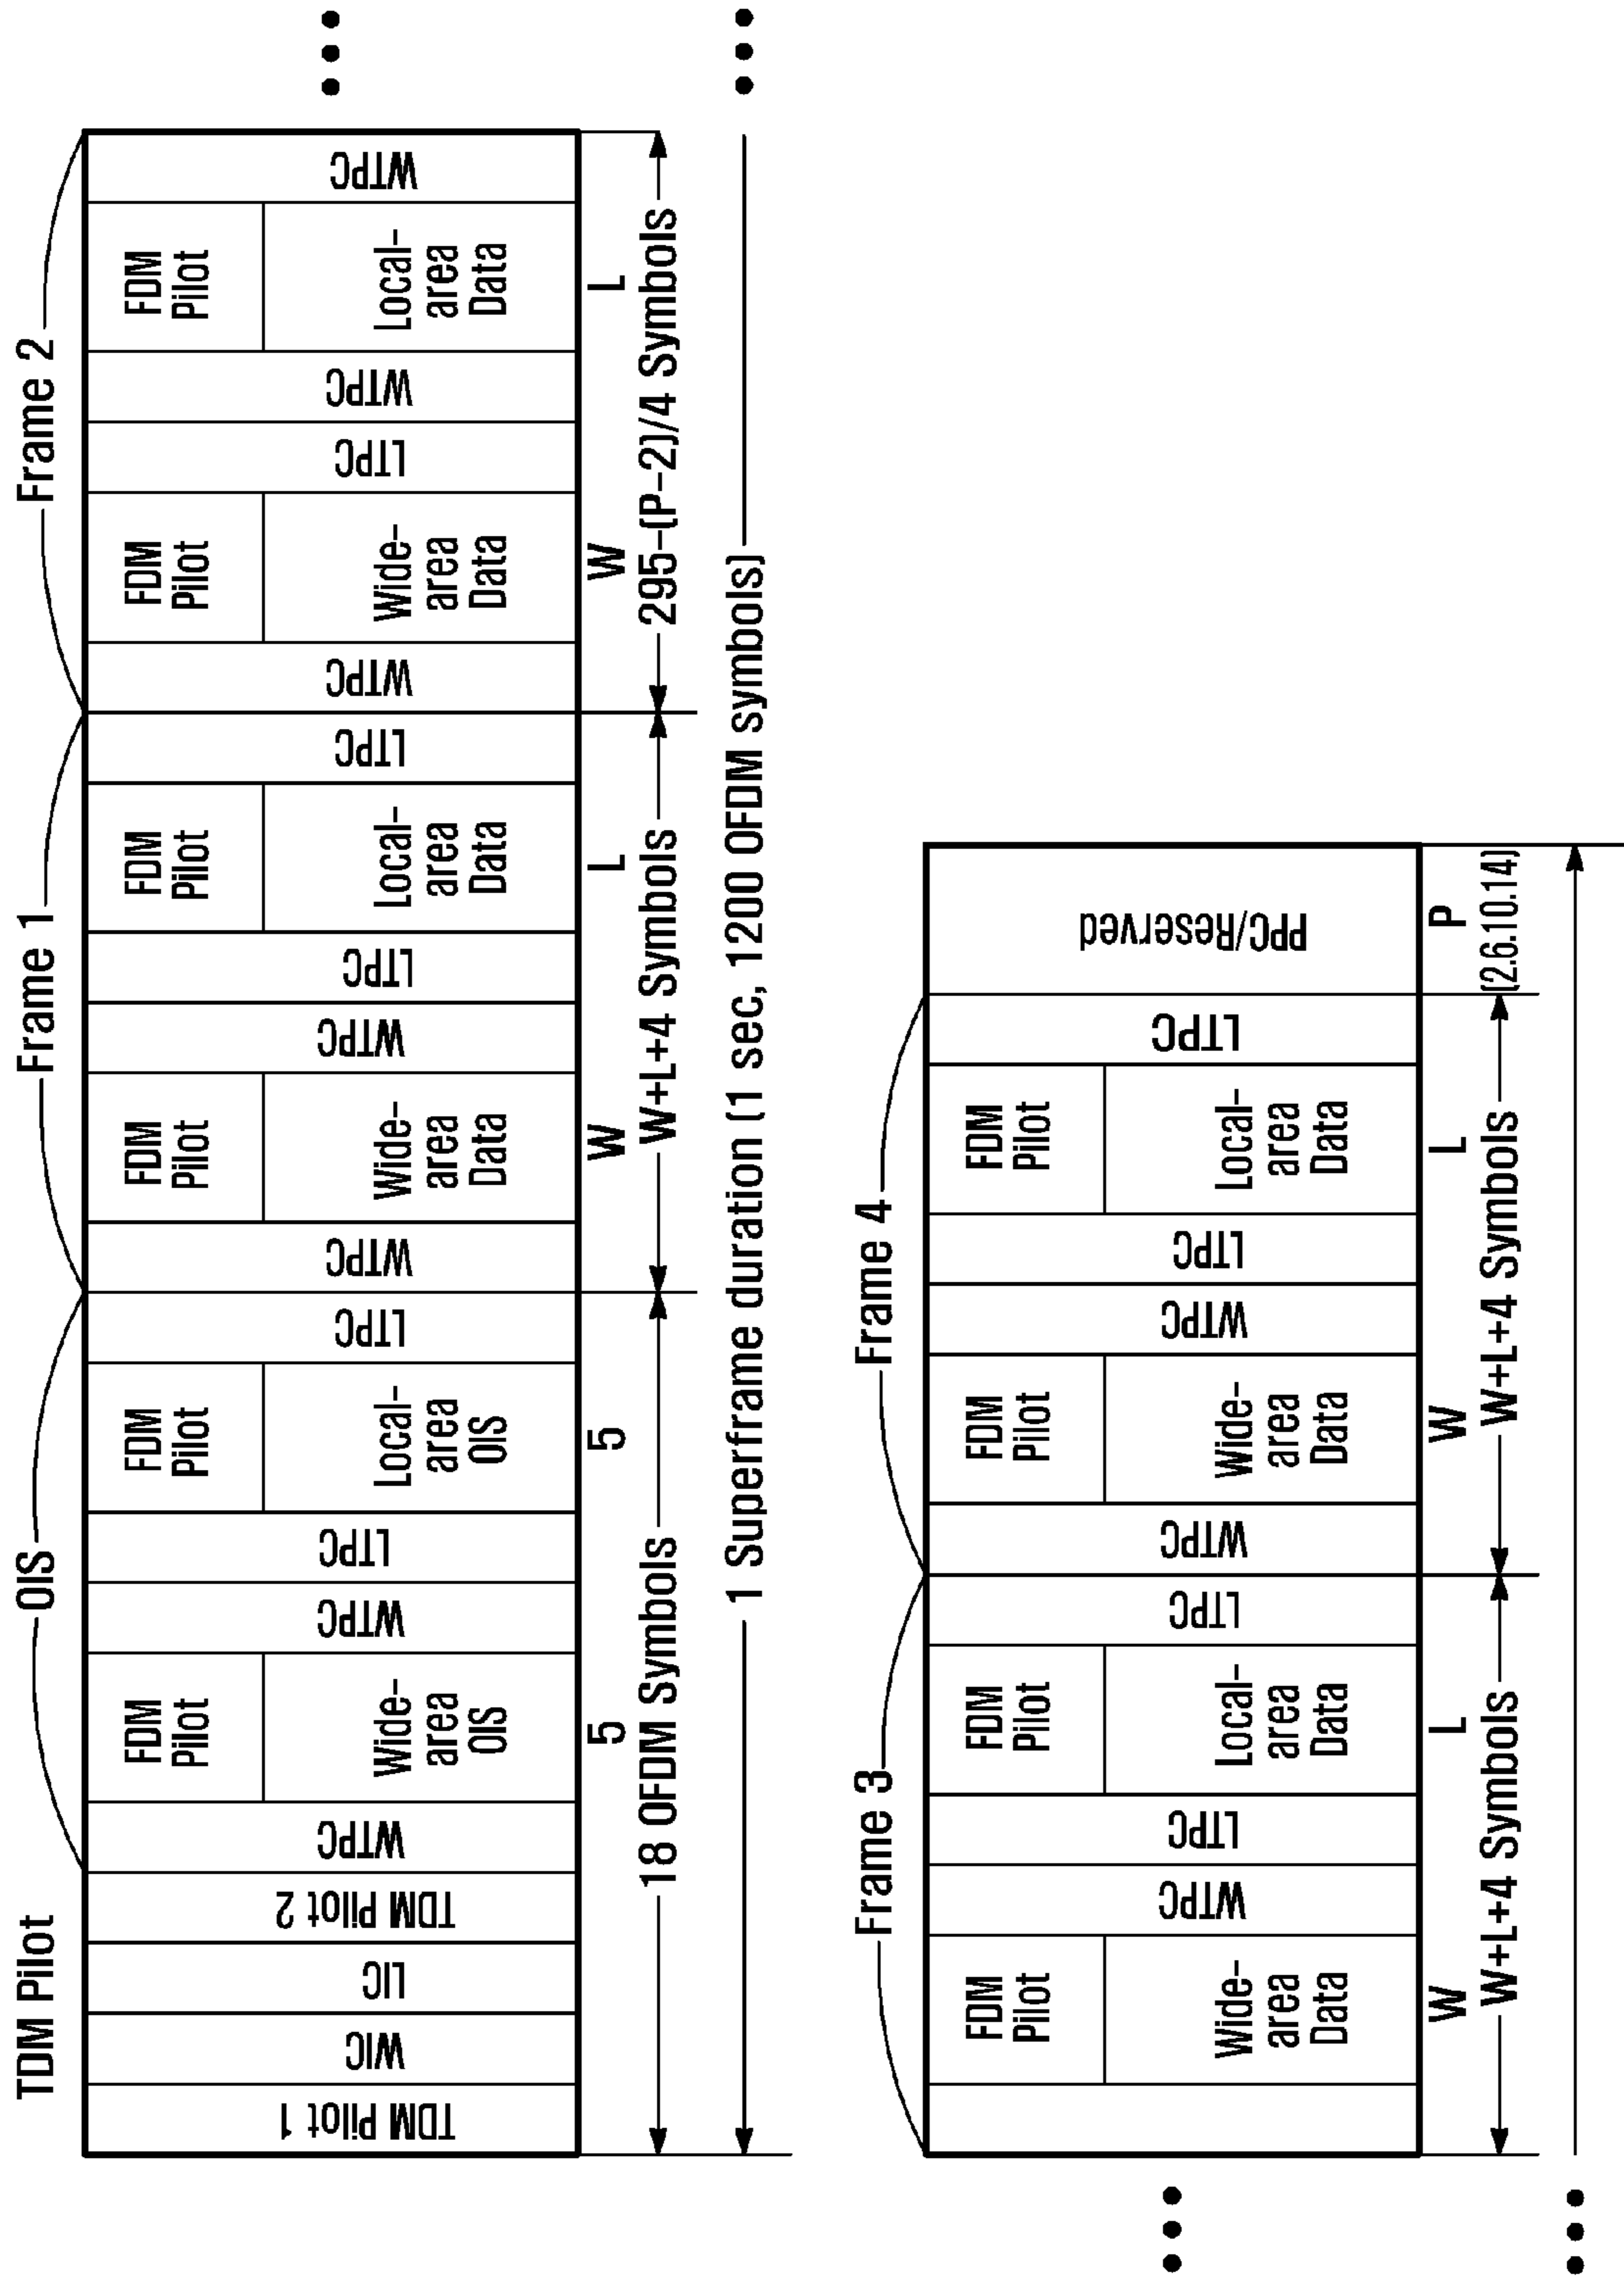 TDM Pilot
OIS
Frame 1
Frame 2
TDM Pilot 1
WIC
LIC
TDM Pilot 2
WTPC
FDM
Pilot
Wide-
area
OIS
WTPC
LTPC
FDM
Pilot
Local-
area
OIS
LTPC
WTPC
FDM
Pilot
Wide-
area
Data
WTPC
LTPC
FDM
Pilot
Local-
area
Data
LTPC
WTPC
FDM
Pilot
Wide-
area
Data
LTPC
WTPC
FDM
Pilot
Local-
area
Data
WTPC
5
5
W
L
W
L
18 OFDM Symbols
W+L+4 Symbols
295-(P-2)/4 Symbols
1 Superframe duration (1 sec, 1200 OFDM symbols)
Frame 3
Frame 4
FDM
Pilot
Wide-
area
Data
WTPC
LTPC
FDM
Pilot
Local-
area
Data
LTPC
WTPC
FDM
Pilot
Wide-
area
Data
WTPC
LTPC
FDM
Pilot
Local-
area
Data
LTPC
PPC/Reserved
W
L
W
L
P
W+L+4 Symbols
W+L+4 Symbols
(2.6.10.14)